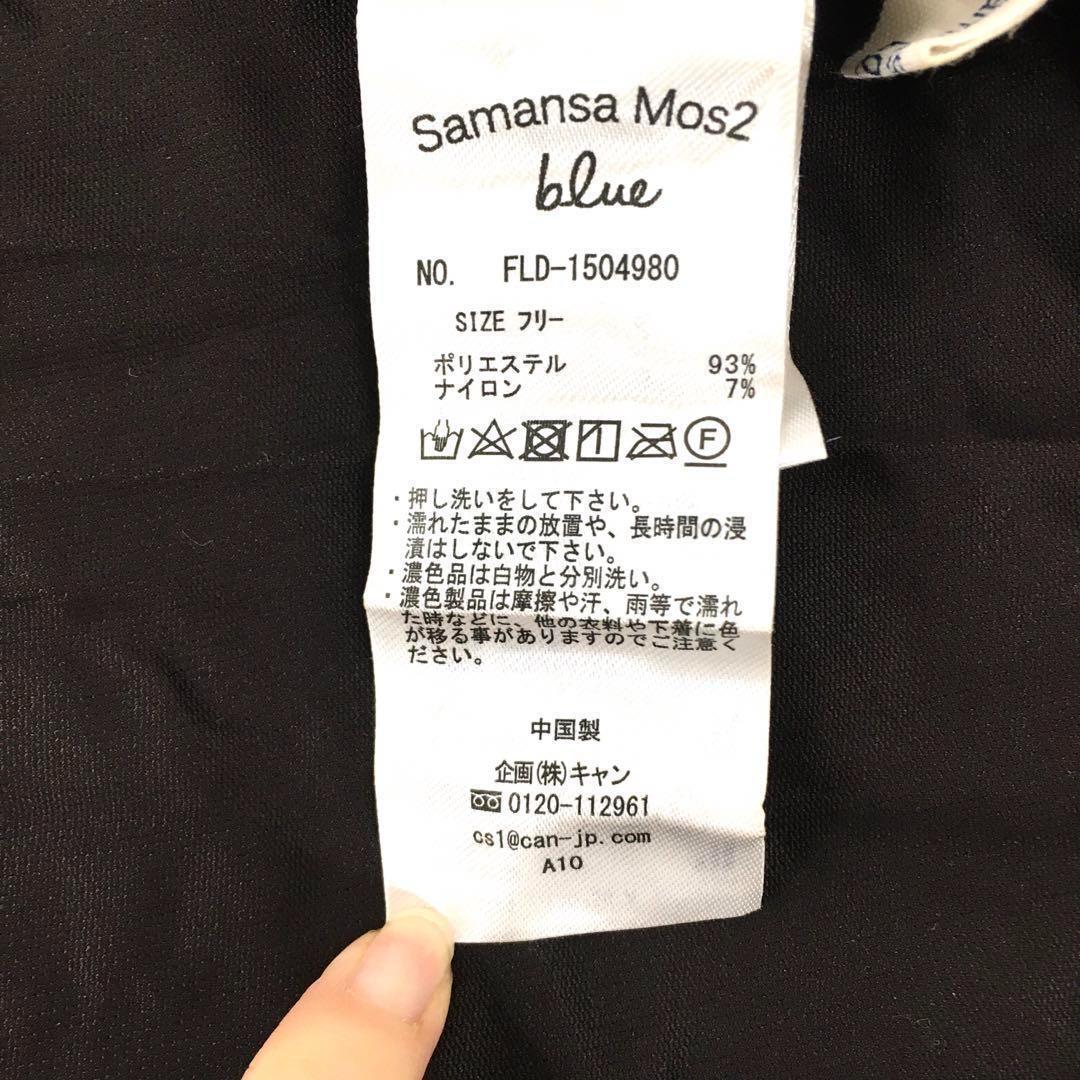 Samansa Mos2
blue
NO. FLD-1504980
SIZE フリー
ポリエステル 93%
ナイロン 7%
F
・押し洗いをして下さい。
・濡れたままの放置や、長時間の浸
漬はしないで下さい。
・濃色品は白物と分別洗い。
・濃色製品は摩擦や汗、雨等で濡れ
た時などに、他の衣料や下着に色
が移る事がありますのでご注意く
ださい。
中国製
企画(株)キャン
0120-112961
cs1@can-jp.com
A10